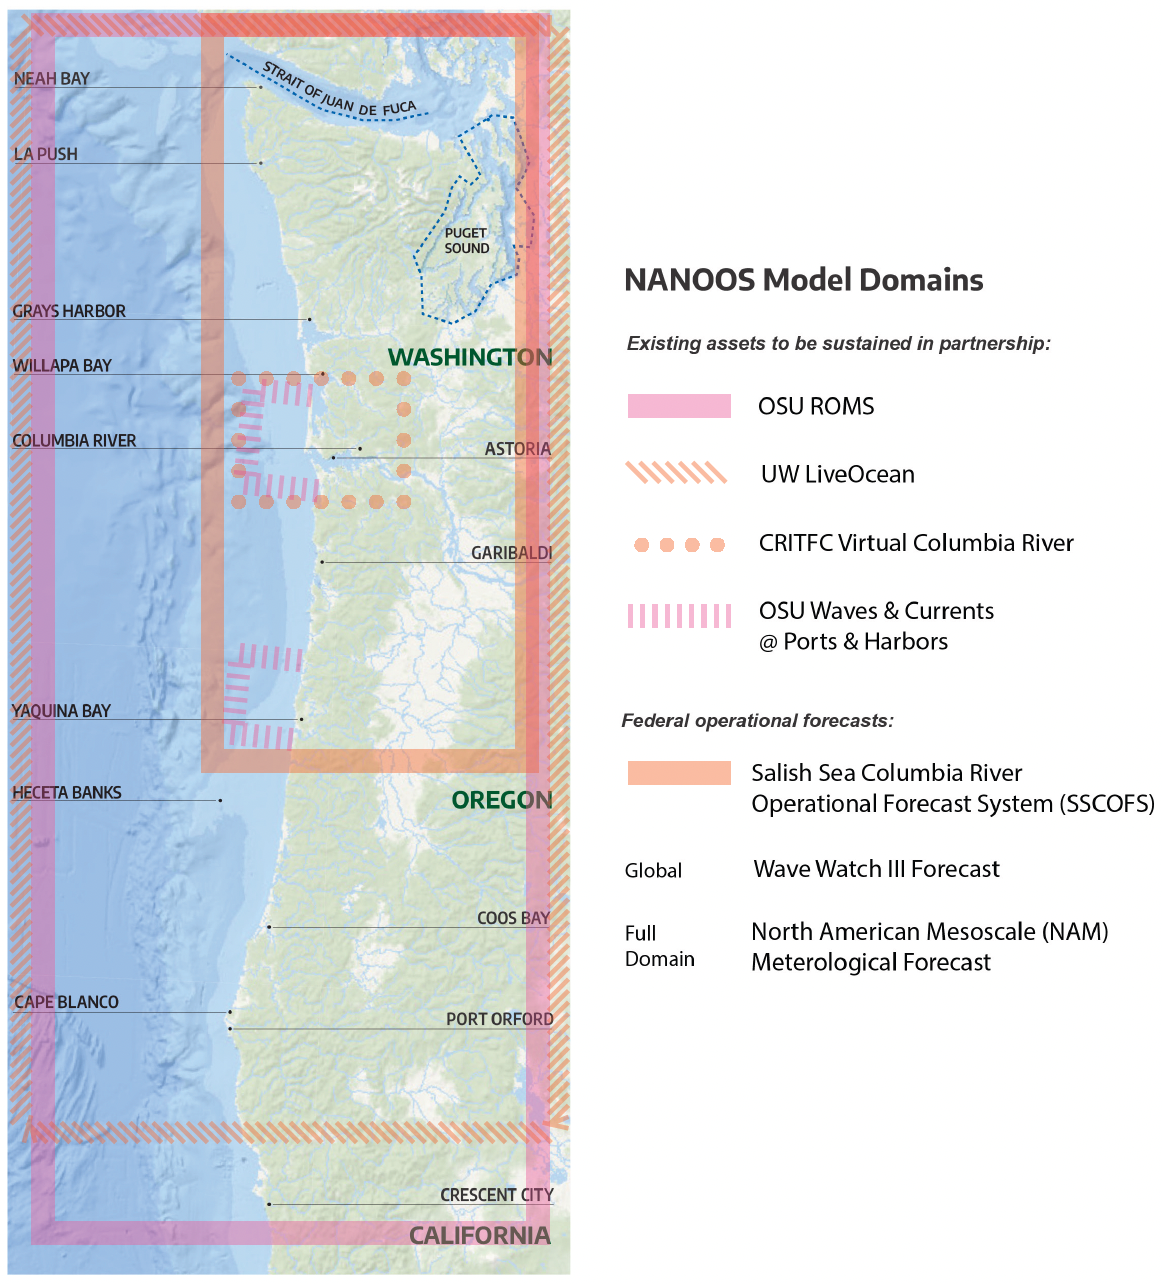 NEAH BAY
STRAIT OF JUAN DE FUCA
LA PUSH
PUGET
SOUND
GRAYS HARBOR
WASHINGTON
WILLAPA BAY
COLUMBIA RIVER
ASTORIA
GARIBALDI
YAQUINA BAY
HECETA BANKS
OREGON
COOS BAY
CAPE BLANCO
PORT ORFORD
CRESCENT CITY
CALIFORNIA
NANOOS Model Domains
Existing assets to be sustained in partnership:
OSU ROMS
UW LiveOcean
CRITFC Virtual Columbia River
OSU Waves & Currents
@ Ports & Harbors
Federal operational forecasts:
Salish Sea Columbia River
Operational Forecast System (SSCOFS)
Global
Wave Watch III Forecast
Full
Domain
North American Mesoscale (NAM)
Meterological Forecast